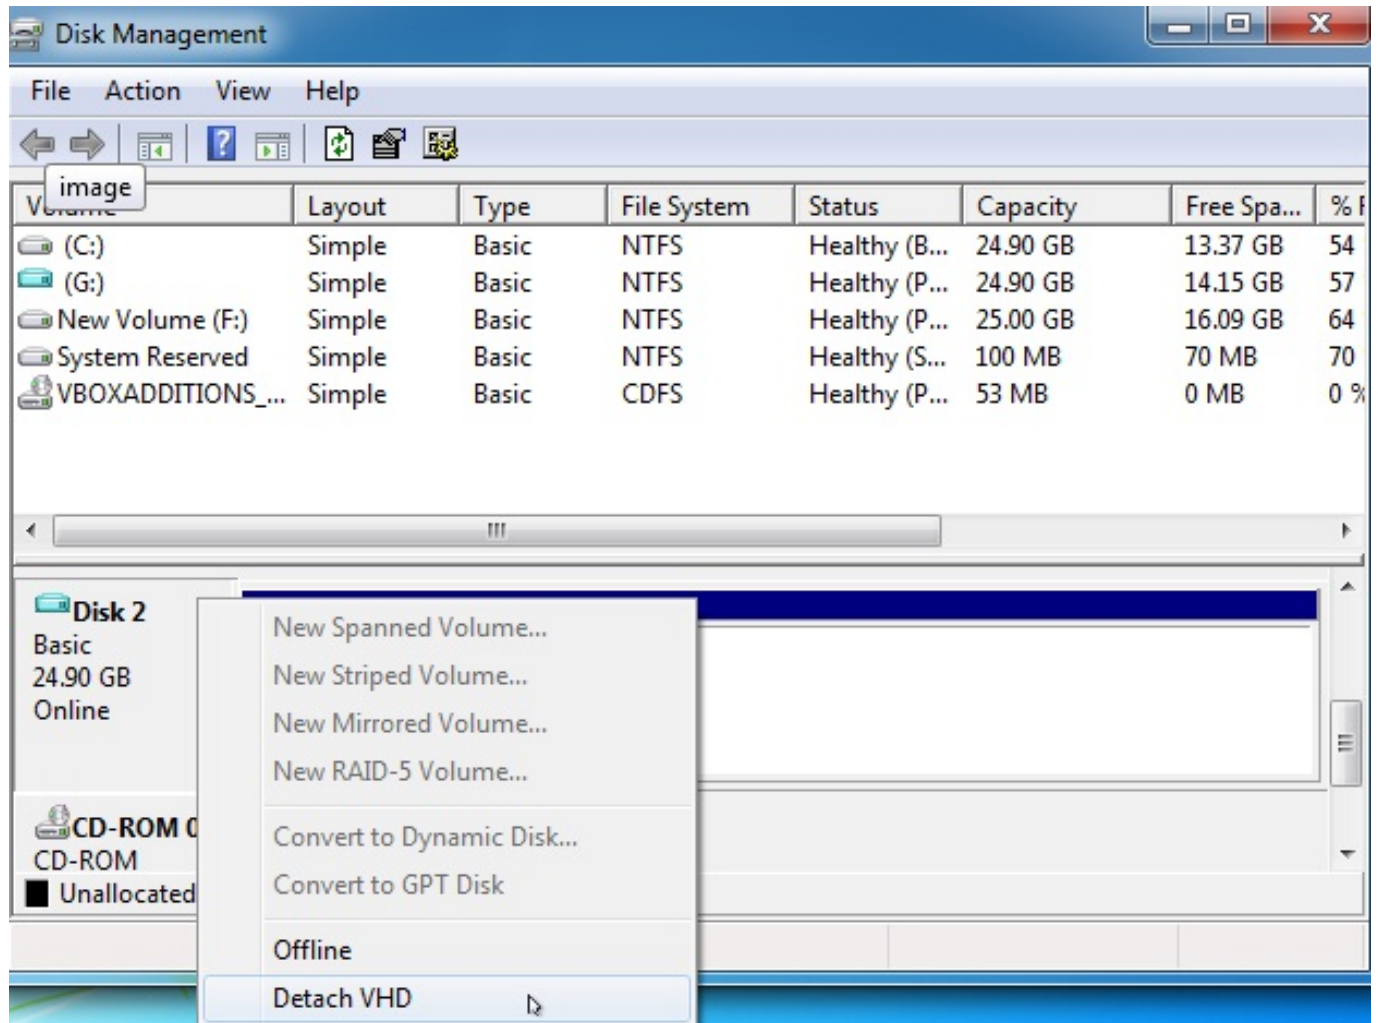 Disk Management
File Action View Help
image
Layout Type File System Status Capacity Free Spa... %
(C:) Simple Basic NTFS Healthy (B... 24.90 GB 13.37 GB 54
(G:) Simple Basic NTFS Healthy (P... 24.90 GB 14.15 GB 57
New Volume (F:) Simple Basic NTFS Healthy (P... 25.00 GB 16.09 GB 64
System Reserved Simple Basic NTFS Healthy (S... 100 MB 70 MB 70
VBOXADDITIONS_... Simple Basic CDFS Healthy (P... 53 MB 0 MB 0 %
Disk 2
Basic
24.90 GB
Online
CD-ROM 0
CD-ROM
Unallocated
New Spanned Volume...
New Striped Volume...
New Mirrored Volume...
New RAID-5 Volume...
Convert to Dynamic Disk...
Convert to GPT Disk
Offline
Detach VHD